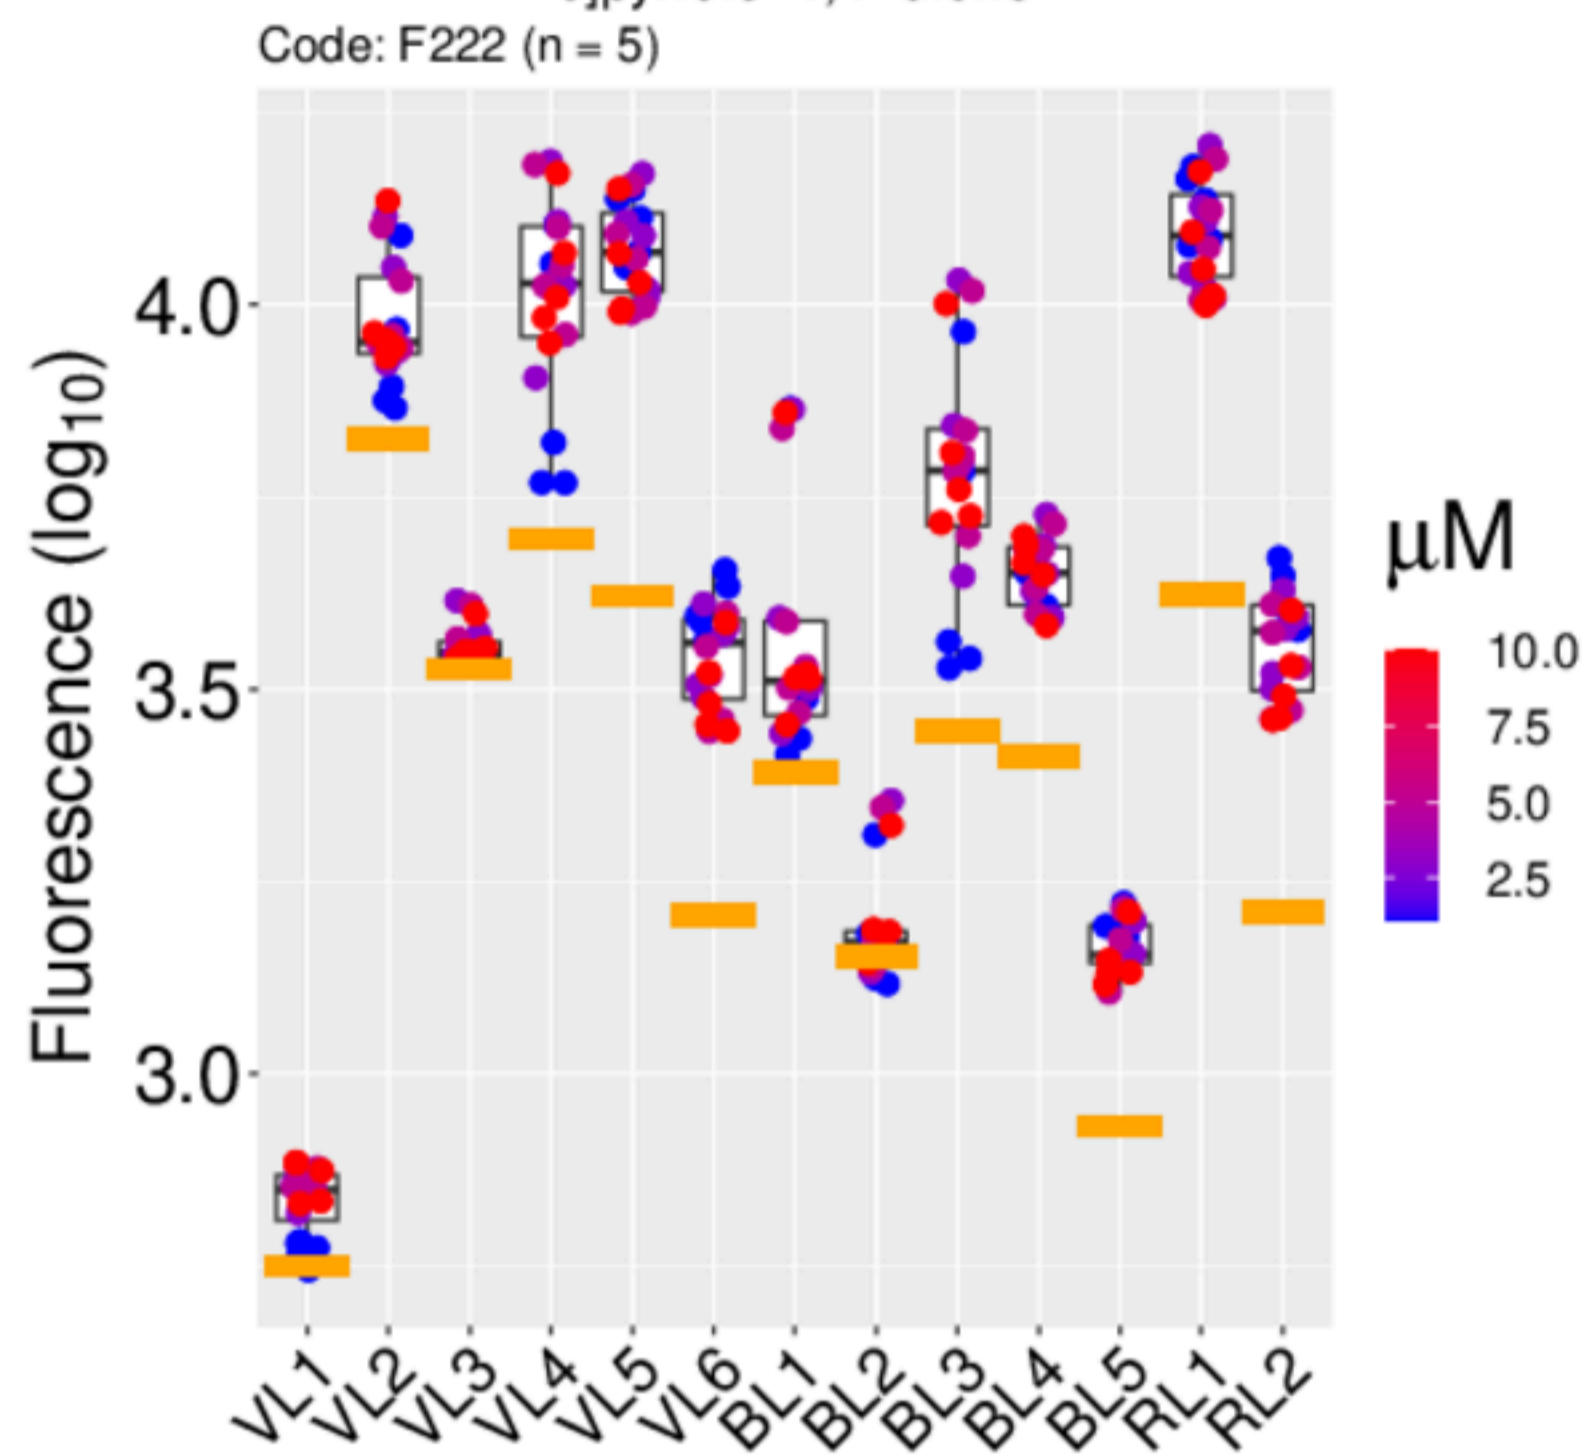 Code: F222 (n = 5)
Fluorescence (log10)
4.0
3.5
3.0
VL1
VL2
VL3
VL4
VL5
VL6
BL1
BL2
BL3
BL4
BL5
RL1
RL2
μM
10.0
7.5
5.0
2.5